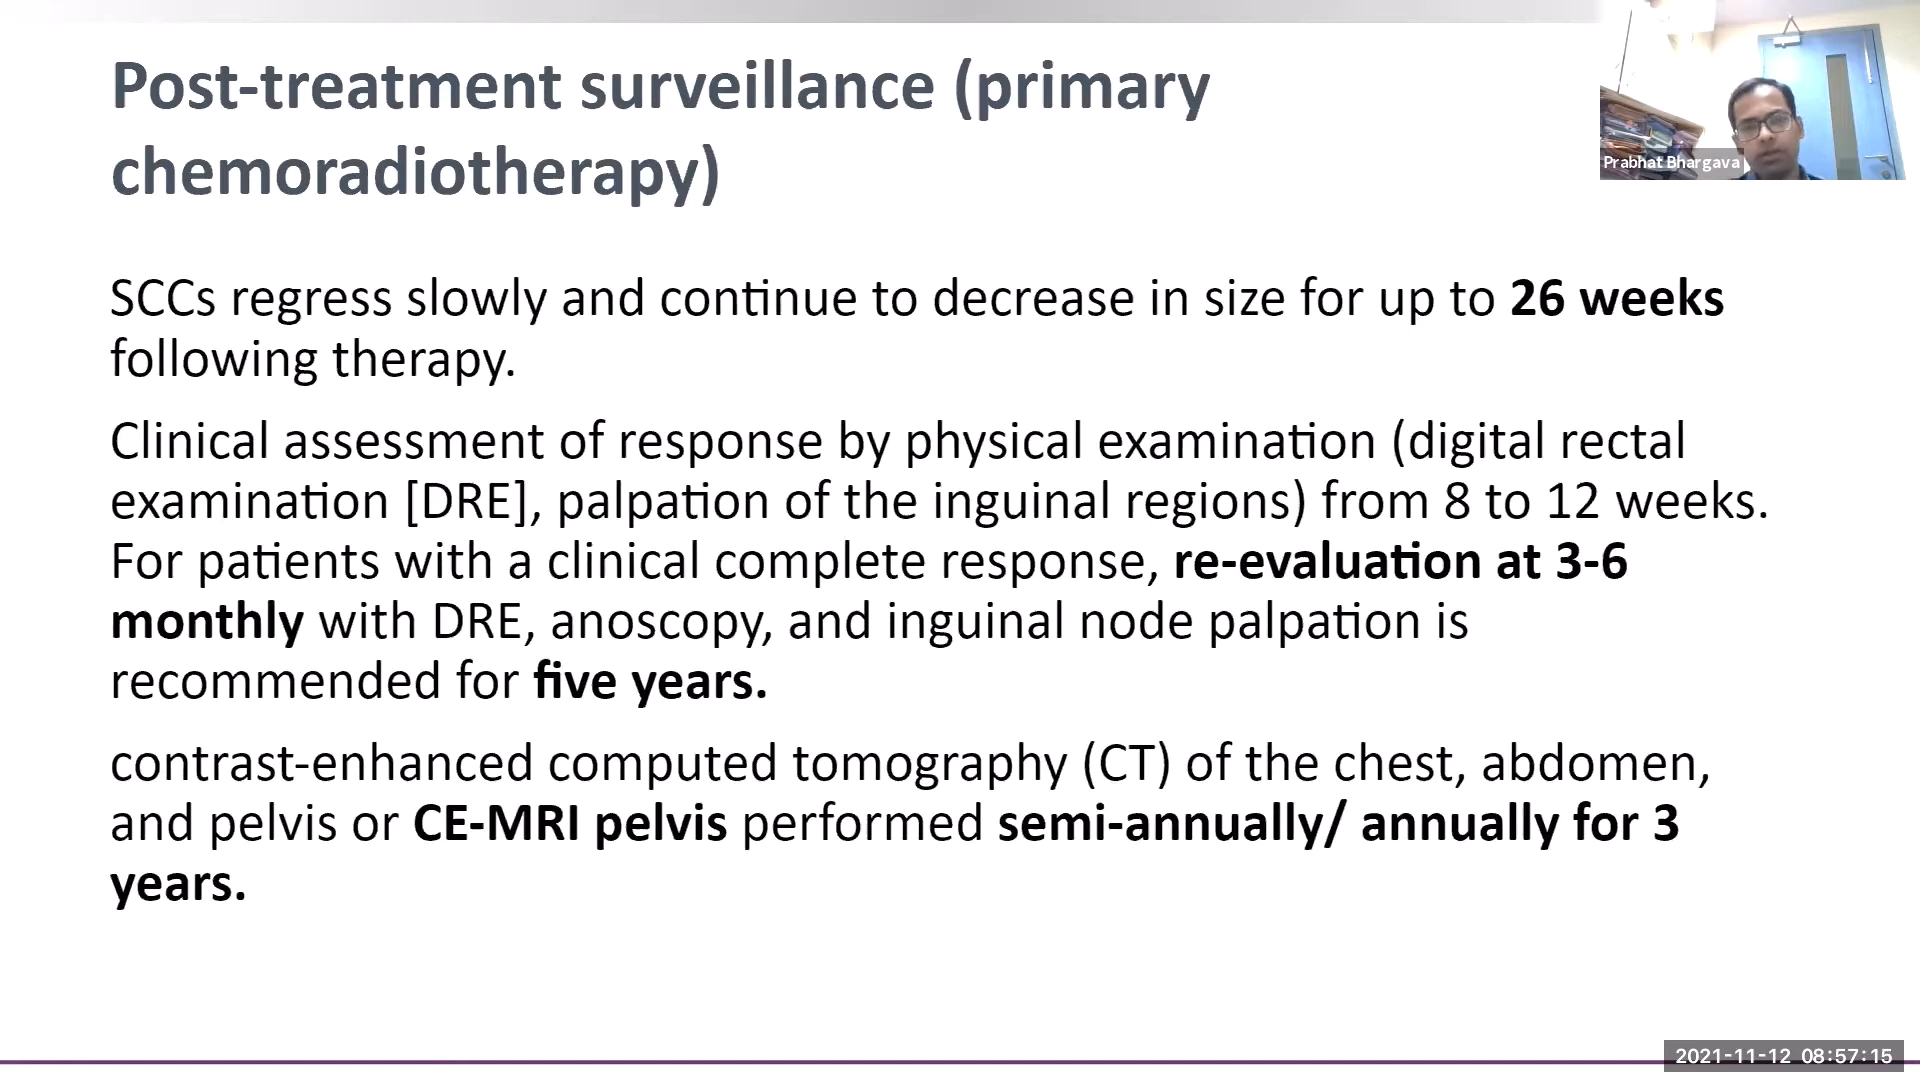 Post-treatment surveillance (primary
chemoradiotherapy)
Prabhat Bhargava
SCCs regress slowly and continue to decrease in size for up to 26 weeks
following therapy.
Clinical assessment of response by physical examination (digital rectal
examination [DRE], palpation of the inguinal regions) from 8 to 12 weeks.
For patients with a clinical complete response, re-evaluation at 3-6
monthly with DRE, anoscopy, and inguinal node palpation is
recommended for five years.
contrast-enhanced computed tomography (CT) of the chest, abdomen,
and pelvis or CE-MRI pelvis performed semi-annually/ annually for 3
years.
2021-11-12 08:57:15